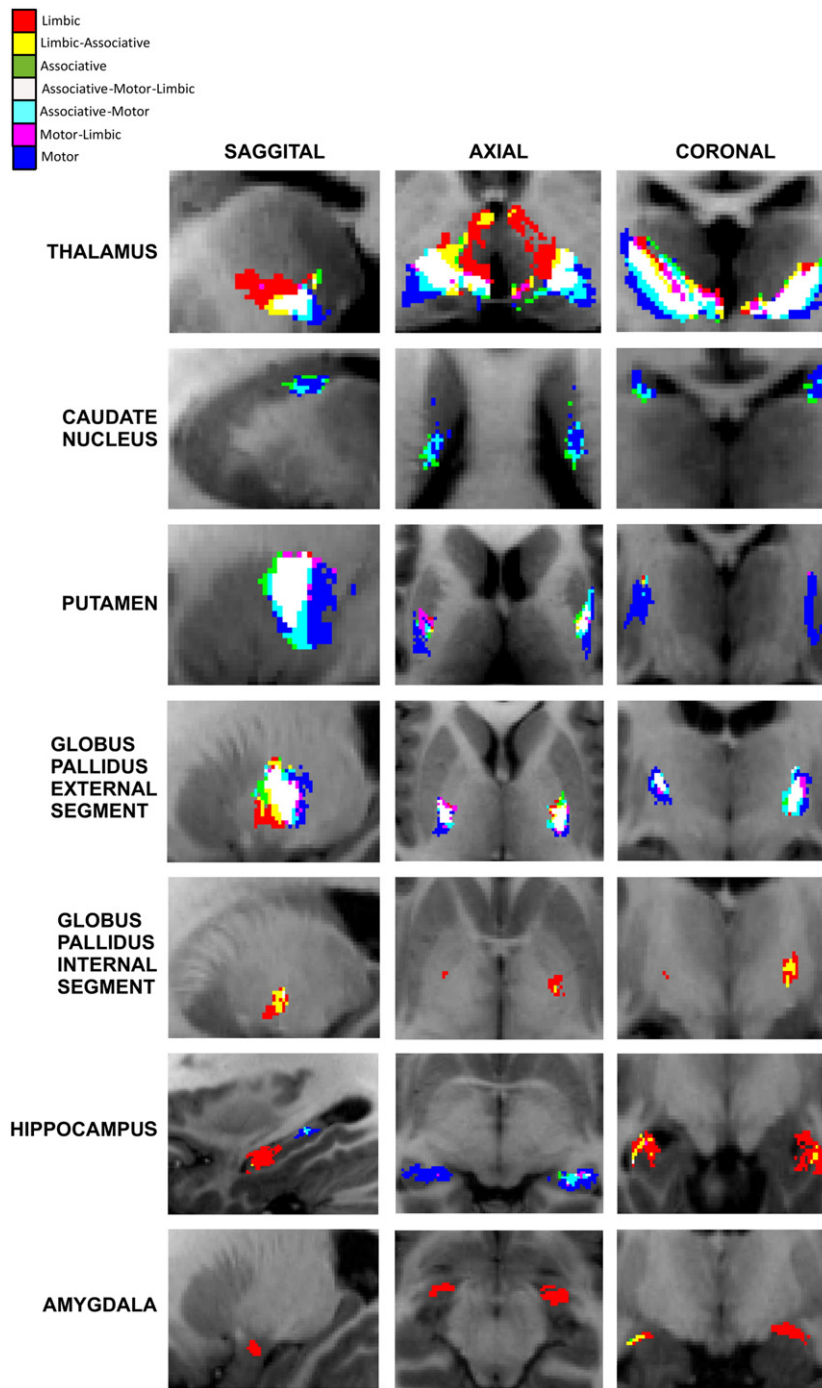 Limbic
Limbic-Associative
Associative
Associative-Motor-Limbic
Associative-Motor
Motor-Limbic
Motor
SAGGITAL
AXIAL
CORONAL
THALAMUS
CAUDATE
NUCLEUS
PUTAMEN
GLOBUS
PALLIDUS
EXTERNAL
SEGMENT
GLOBUS
PALLIDUS
INTERNAL
SEGMENT
HIPPOCAMPUS
AMYGDALA